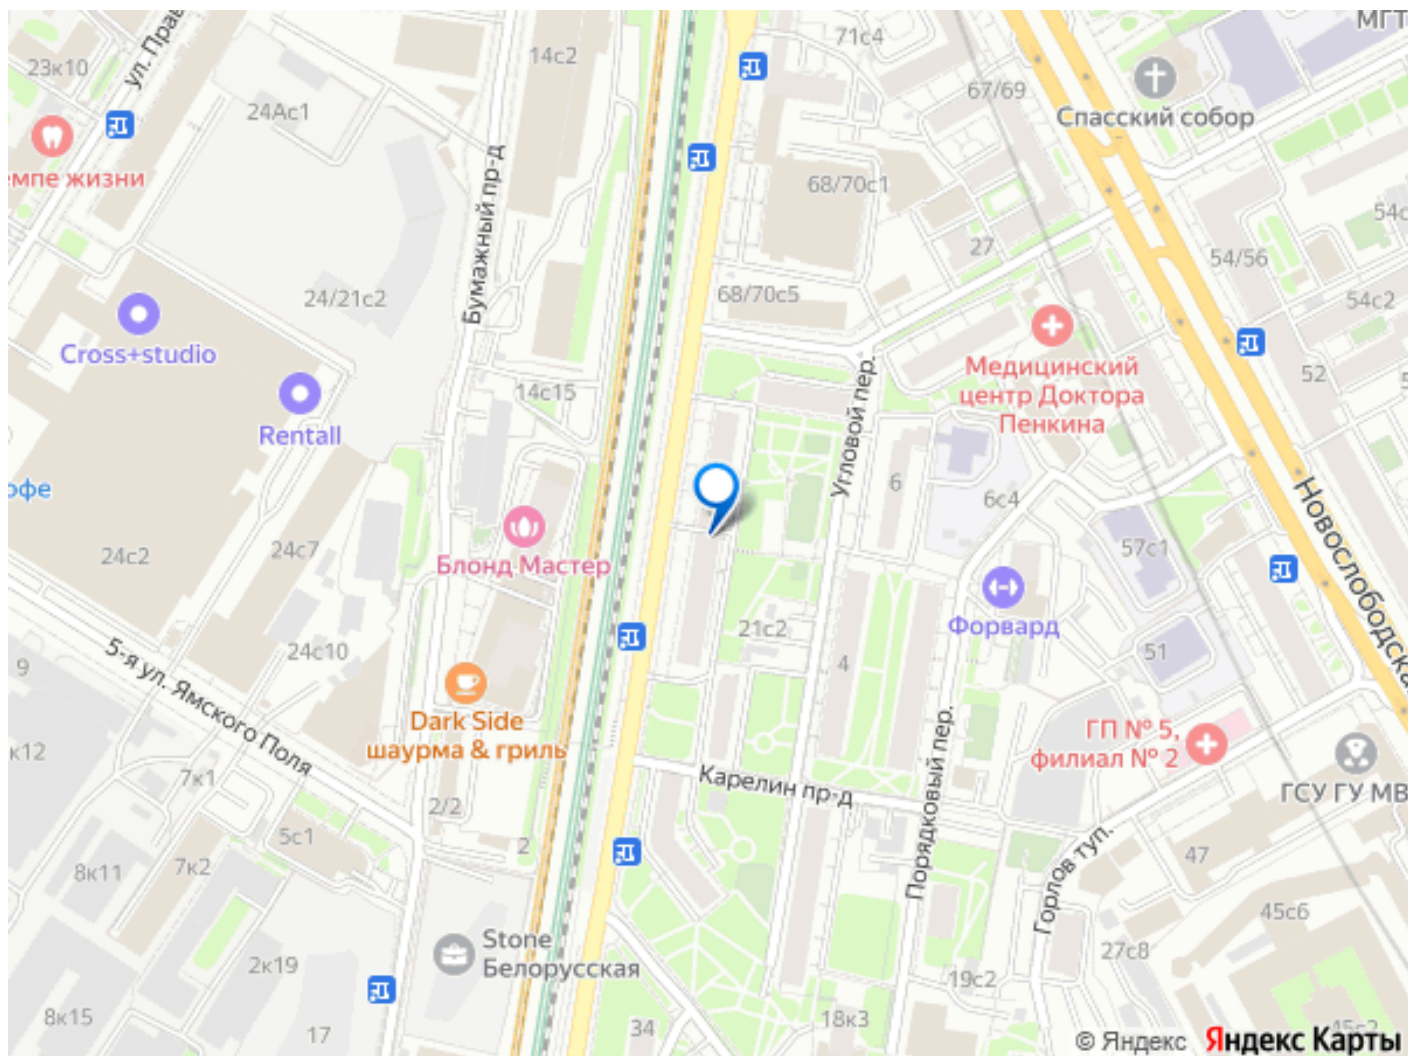 МГТ
71с4
14с2
ул. Прав
23к10
67/69
24Ас1
Спасский собор
емпе жизни
68/70с1
54с
Бумажный пр-д
27
54/56
24/21с2
68/70с5
54с2
Cross+studio
Медицинский
центр Доктора
Пенкина
52
5
14с15
Угловой пер.
Rentall
офе
6
6с4
Новослободска
24с2
24с7
Блонд Мастер
57с1
Форвард
21с2
5-я ул. Ямского Поля
24с10
4
51
9
Dark Side
шаурма & гриль
ГП № 5,
филиал № 2
к12
7к1
Карелин пр-д
Порядковый пер.
ГСУ ГУ МВ
2/2
5с1
2
7к2
8к11
47
Горлов туп.
45с6
Stone
Белорусская
27с8
2к19
19с2
8к15
17
34
18к3
45с2
© Яндекс Яндекс Карты